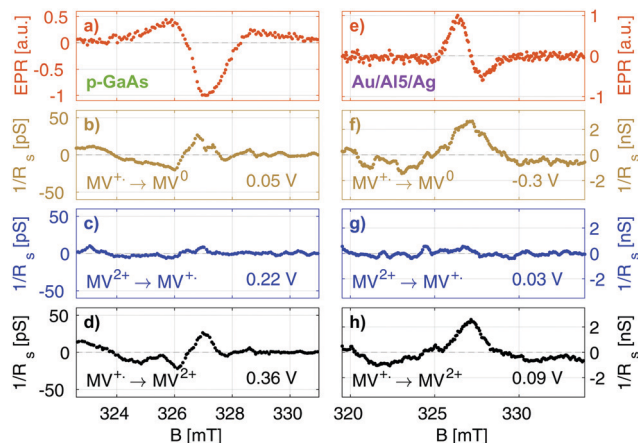 EPR [a.u.]
0.5
0
-0.5
-1
a)
p-GaAs
e)
Au/Al5/Ag
1
0
-1
EPR [a.u.]
1/R s [pS]
50
0
-50
b)
MV+. → MV0
0.05 V
f)
MV+. → MV0
-0.3 V
2
0
-2
1/R s [nS]
1/R s [pS]
50
0
-50
c)
MV2+ → MV+.
0.22 V
g)
MV2+ → MV+.
0.03 V
2
0
-2
1/R s [nS]
1/R s [pS]
50
0
-50
d)
MV+. → MV2+
0.36 V
h)
MV+. → MV2+
0.09 V
2
0
-2
1/R s [nS]
324 326 328 330
320 325 330
B [mT]
B [mT]